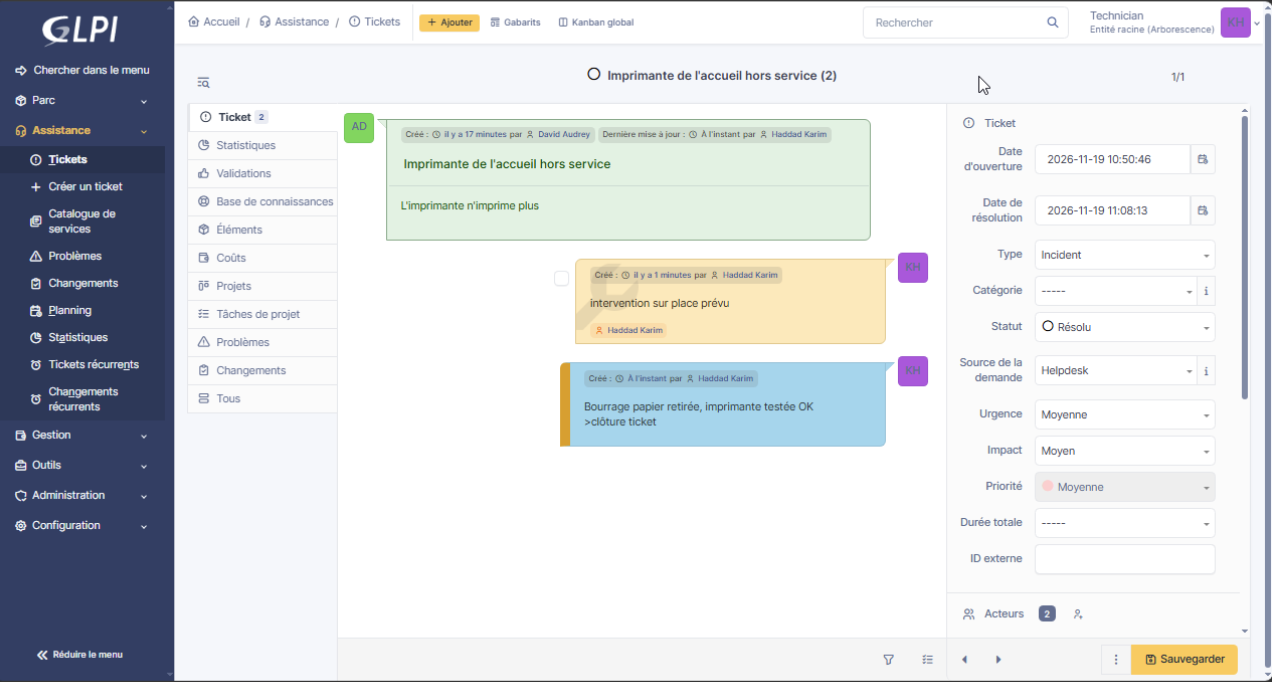 GLPI
Accueil / Assistance / Tickets
+ Ajouter
Gabarits
Kanban global
Rechercher
Technician
Entité racine (Arborescence)
KH
Chercher dans le menu
Parc
Assistance
Tickets
Créer un ticket
Catalogue de
services
Problèmes
Changements
Planning
Statistiques
Tickets récurrents
Changements
récurrents
Gestion
Outils
Administration
Configuration
Réduire le menu
Imprimante de l'accueil hors service (2)
1/1
Ticket 2
Statistiques
Validations
Base de connaissances
Éléments
Coûts
Projets
Tâches de projet
Problèmes
Changements
Tous
AD
Créé : il y a 17 minutes par David Audrey
Dernière mise à jour : À l'instant par Haddad Karim
Imprimante de l'accueil hors service
L'imprimante n'imprime plus
KH
Créé : il y a 1 minutes par Haddad Karim
intervention sur place prévu
Haddad Karim
KH
Créé : À l'instant par Haddad Karim
Bourrage papier retirée, imprimante testée OK
>clôture ticket
Ticket
Date
d'ouverture
2026-11-19 10:50:46
Date de
résolution
2026-11-19 11:08:13
Type
Incident
Catégorie
-----
i
Statut
Résolu
Source de la
demande
Helpdesk
i
Urgence
Moyenne
Impact
Moyen
Priorité
Moyenne
Durée totale
-----
ID externe
Acteurs 2
Sauvegarder